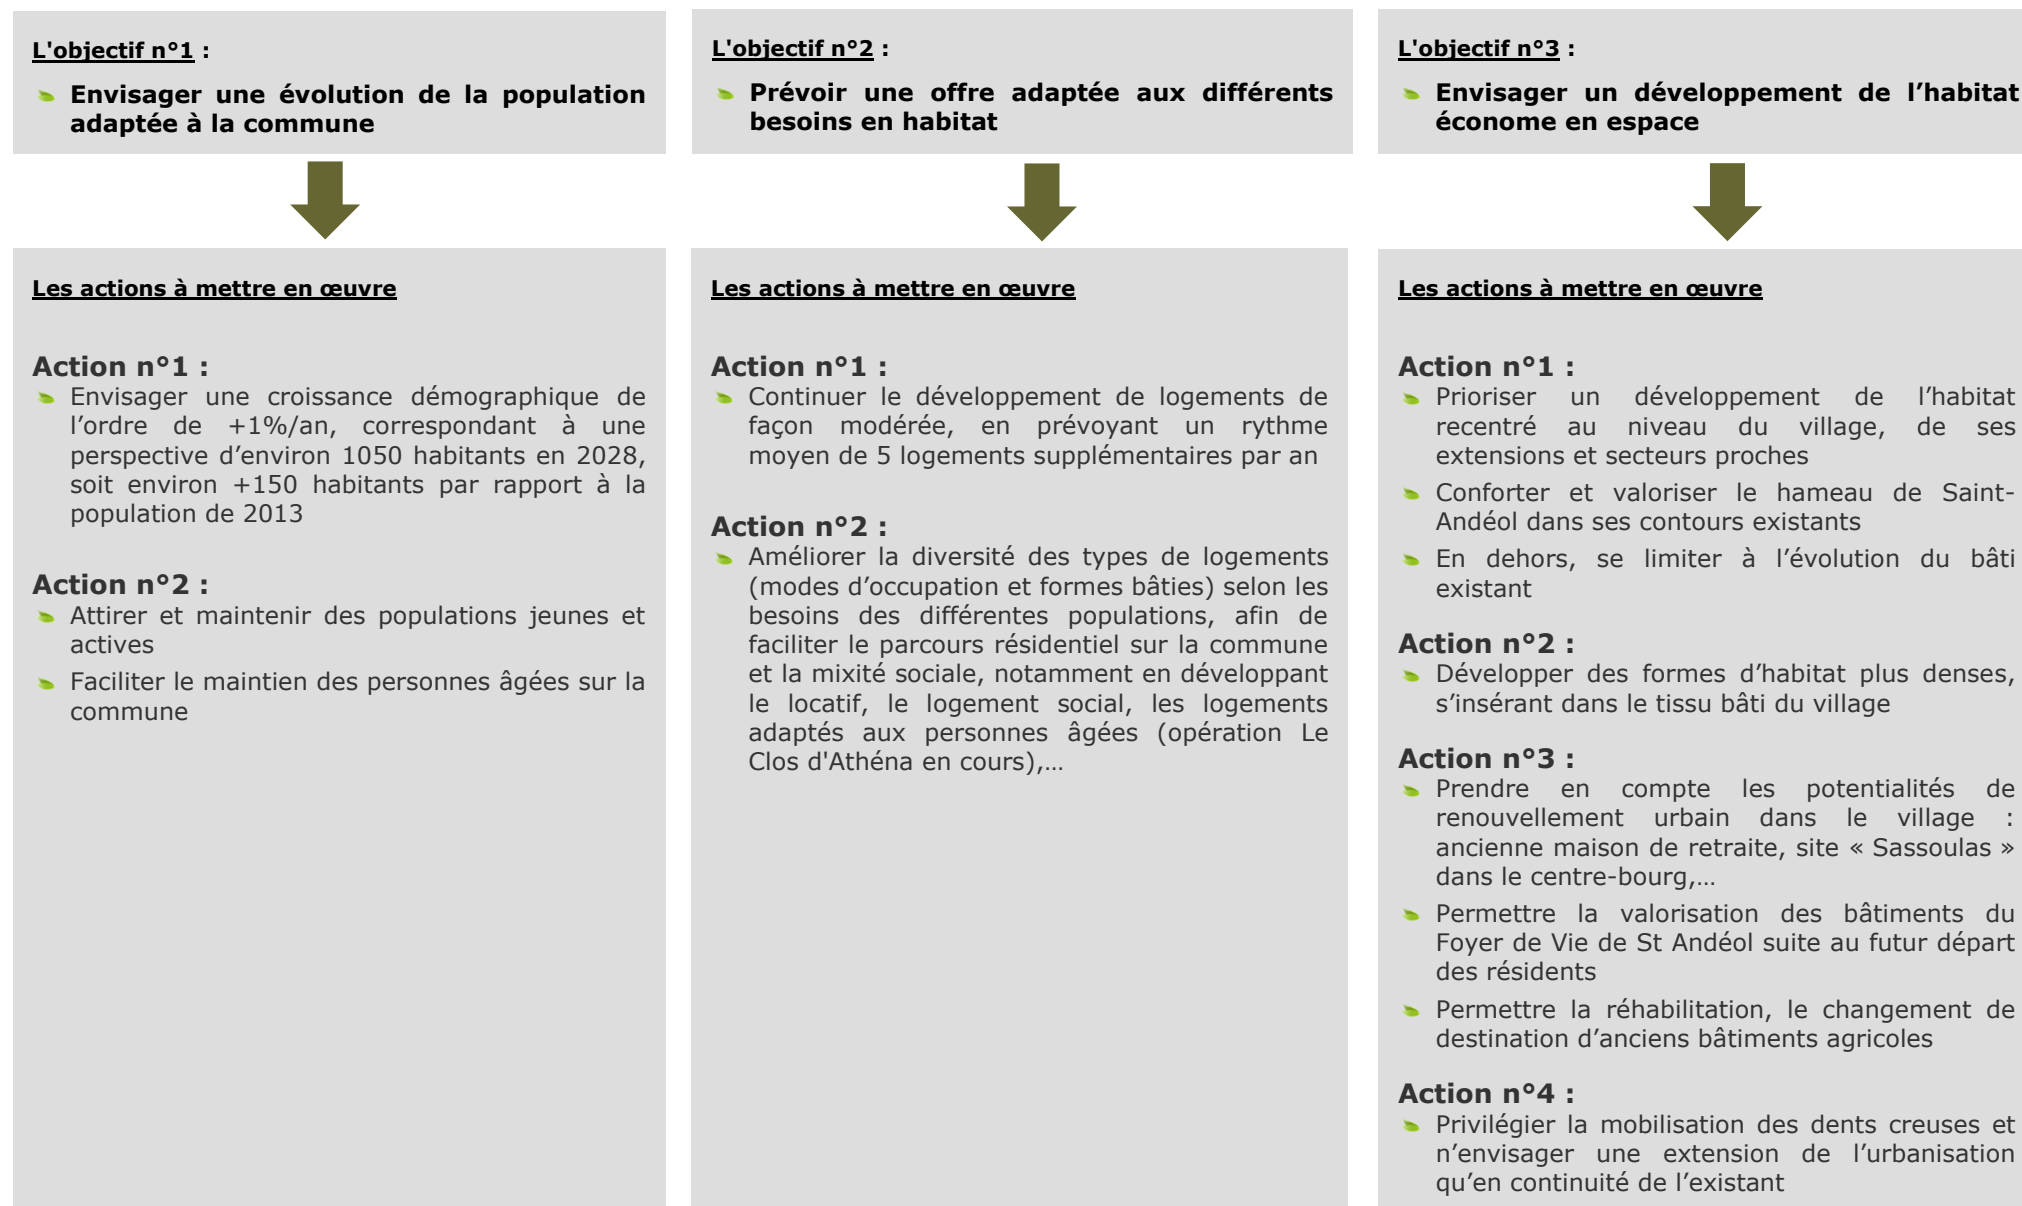 L'objectif n°1 :
Envisager une évolution de la population
adaptée à la commune
Les actions à mettre en œuvre
Action n°1 :
Envisager une croissance démographique de
l’ordre de +1%/an, correspondant à une
perspective d’environ 1050 habitants en 2028,
soit environ +150 habitants par rapport à la
population de 2013
Action n°2 :
Attirer et maintenir des populations jeunes et
actives
Faciliter le maintien des personnes âgées sur la
commune
L'objectif n°2 :
Prévoir une offre adaptée aux différents
besoins en habitat
Les actions à mettre en œuvre
Action n°1 :
Continuer le développement de logements de
façon modérée, en prévoyant un rythme
moyen de 5 logements supplémentaires par an
Action n°2 :
Améliorer la diversité des types de logements
(modes d’occupation et formes bâties) selon les
besoins des différentes populations, afin de
faciliter le parcours résidentiel sur la commune
et la mixité sociale, notamment en développant
le locatif, le logement social, les logements
adaptés aux personnes âgées (opération Le
Clos d'Athéna en cours),…
L'objectif n°3 :
Envisager un développement de l’habitat
économe en espace
Les actions à mettre en œuvre
Action n°1 :
Prioriser un développement de l’habitat
recentré au niveau du village, de ses
extensions et secteurs proches
Conforter et valoriser le hameau de Saint-
Andéol dans ses contours existants
En dehors, se limiter à l’évolution du bâti
existant
Action n°2 :
Développer des formes d’habitat plus denses,
s’insérant dans le tissu bâti du village
Action n°3 :
Prendre en compte les potentialités de
renouvellement urbain dans le village :
ancienne maison de retraite, site « Sassoulas »
dans le centre-bourg,…
Permettre la valorisation des bâtiments du
Foyer de Vie de St Andéol suite au futur départ
des résidents
Permettre la réhabilitation, le changement de
destination d’anciens bâtiments agricoles
Action n°4 :
Privilégier la mobilisation des dents creuses et
n’envisager une extension de l’urbanisation
qu’en continuité de l’existant